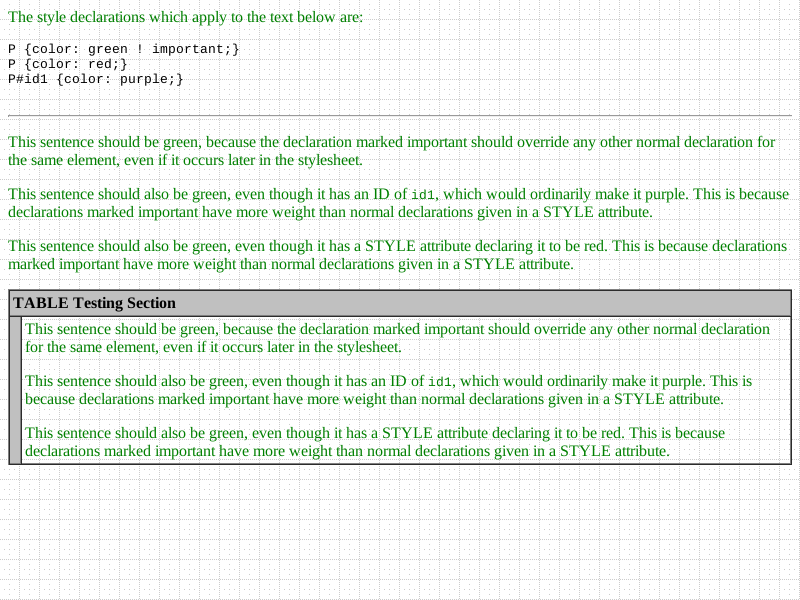 The style declarations which apply to the text below are:
P {color: green ! important;}
P {color: red;}
P#id1 {color: purple;}
This sentence should be green, because the declaration marked important should override any other normal declaration for
the same element, even if it occurs later in the stylesheet.
This sentence should also be green, even though it has an ID of id1, which would ordinarily make it purple. This is because
declarations marked important have more weight than normal declarations given in a STYLE attribute.
This sentence should also be green, even though it has a STYLE attribute declaring it to be red. This is because declarations
marked important have more weight than normal declarations given in a STYLE attribute.
TABLE Testing Section
This sentence should be green, because the declaration marked important should override any other normal declaration
for the same element, even if it occurs later in the stylesheet.
This sentence should also be green, even though it has an ID of id1, which would ordinarily make it purple. This is
because declarations marked important have more weight than normal declarations given in a STYLE attribute.
This sentence should also be green, even though it has a STYLE attribute declaring it to be red. This is because
declarations marked important have more weight than normal declarations given in a STYLE attribute.